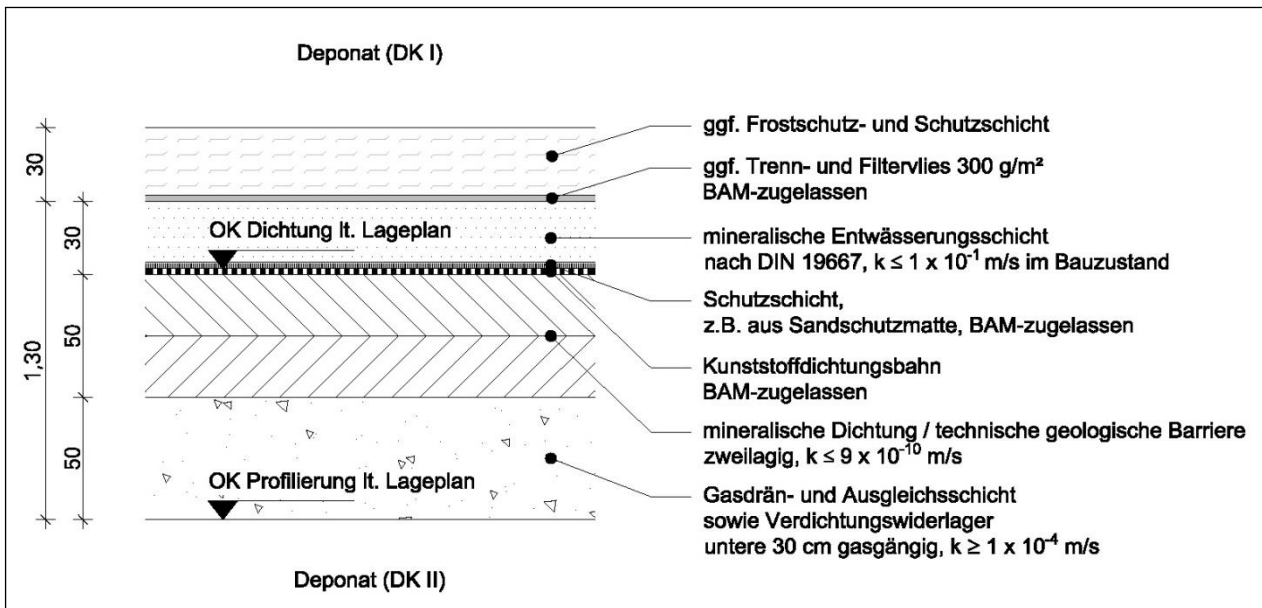 Deponat (DK I)
30
30
1,30
50
50
OK Dichtung lt. Lageplan
OK Profilierung lt. Lageplan
ggf. Frostschutz- und Schutzschicht
ggf. Trenn- und Filtervlies 300 g/m²
BAM-zugelassen
mineralische Entwässerungsschicht
nach DIN 19667, k ≤ 1 x 10⁻¹ m/s im Bauzustand
Schutzschicht,
z.B. aus Sandschutzmatte, BAM-zugelassen
Kunststoffdichtungsbahn
BAM-zugelassen
mineralische Dichtung / technische geologische Barriere
zweilagig, k ≤ 9 x 10⁻¹⁰ m/s
Gasdrän- und Ausgleichsschicht
sowie Verdichtungswiderlager
untere 30 cm gasgängig, k ≥ 1 x 10⁻⁴ m/s
Deponat (DK II)